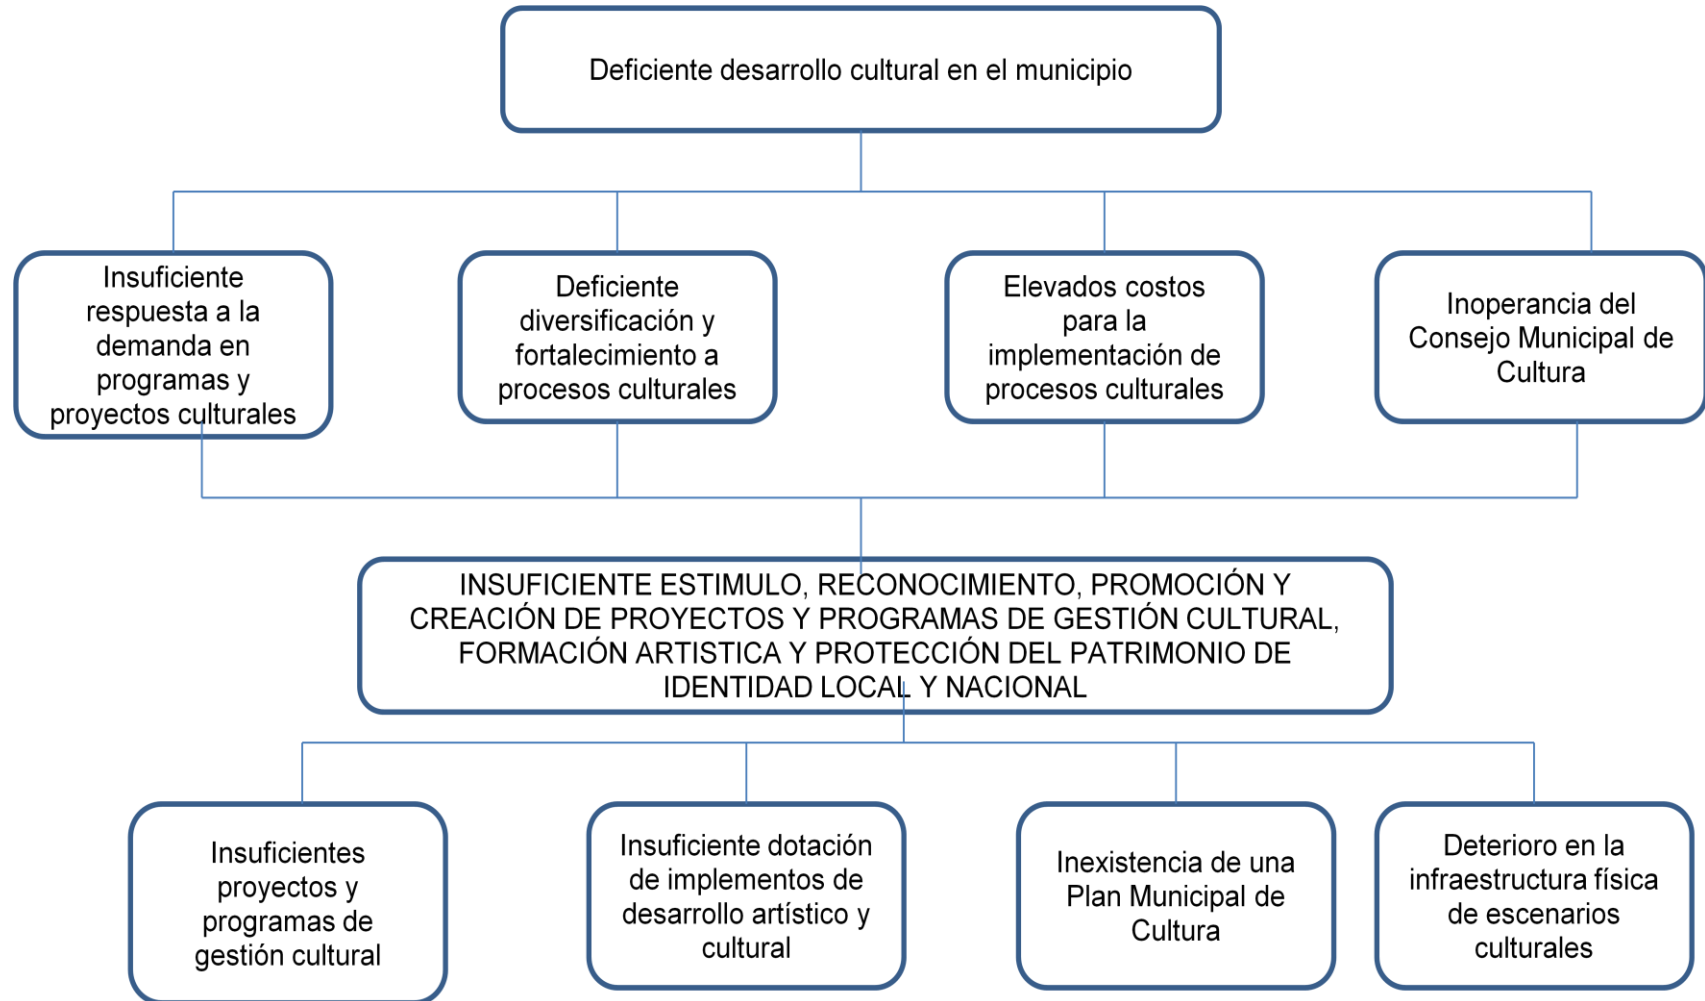 Deficiente desarrollo cultural en el municipio
Insuficiente
respuesta a la
demanda en
programas y
proyectos culturales
Deficiente
diversificación y
fortalecimiento a
procesos culturales
Elevados costos
para la
implementación de
procesos culturales
Inoperancia del
Consejo Municipal de
Cultura
INSUFICIENTE ESTIMULO, RECONOCIMIENTO, PROMOCIÓN Y
CREACIÓN DE PROYECTOS Y PROGRAMAS DE GESTIÓN CULTURAL,
FORMACIÓN ARTISTICA Y PROTECCIÓN DEL PATRIMONIO DE
IDENTIDAD LOCAL Y NACIONAL
Insuficientes
proyectos y
programas de
gestión cultural
Insuficiente dotación
de implementos de
desarrollo artístico y
cultural
Inexistencia de una
Plan Municipal de
Cultura
Deterioro en la
infraestructura física
de escenarios
culturales